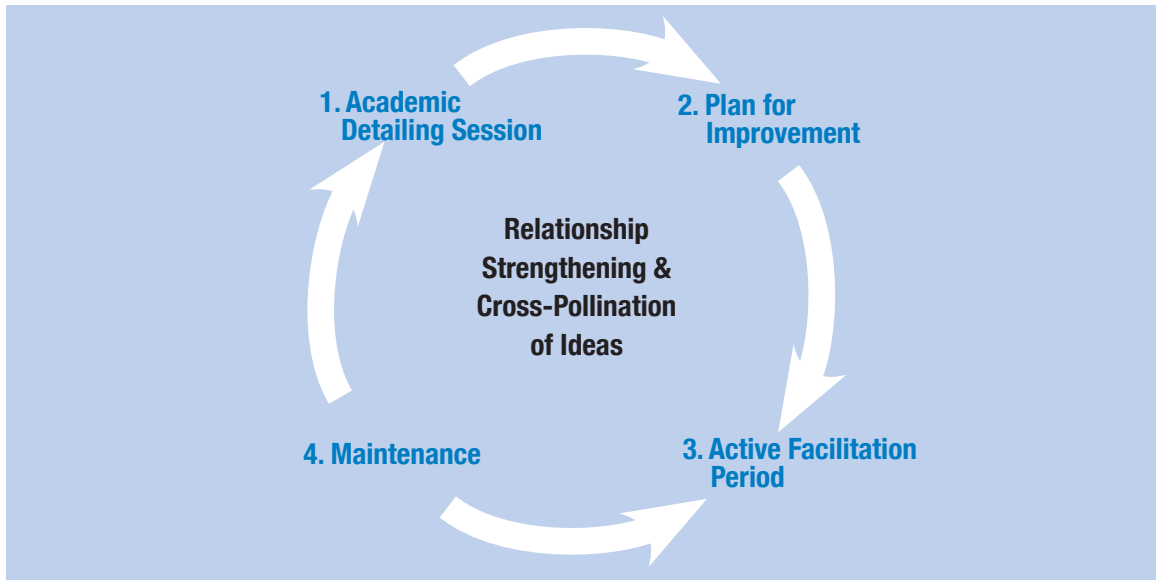 1. Academic
Detailing Session
2. Plan for
Improvement
Relationship
Strengthening &
Cross-Pollination
of Ideas
4. Maintenance
3. Active Facilitation
Period